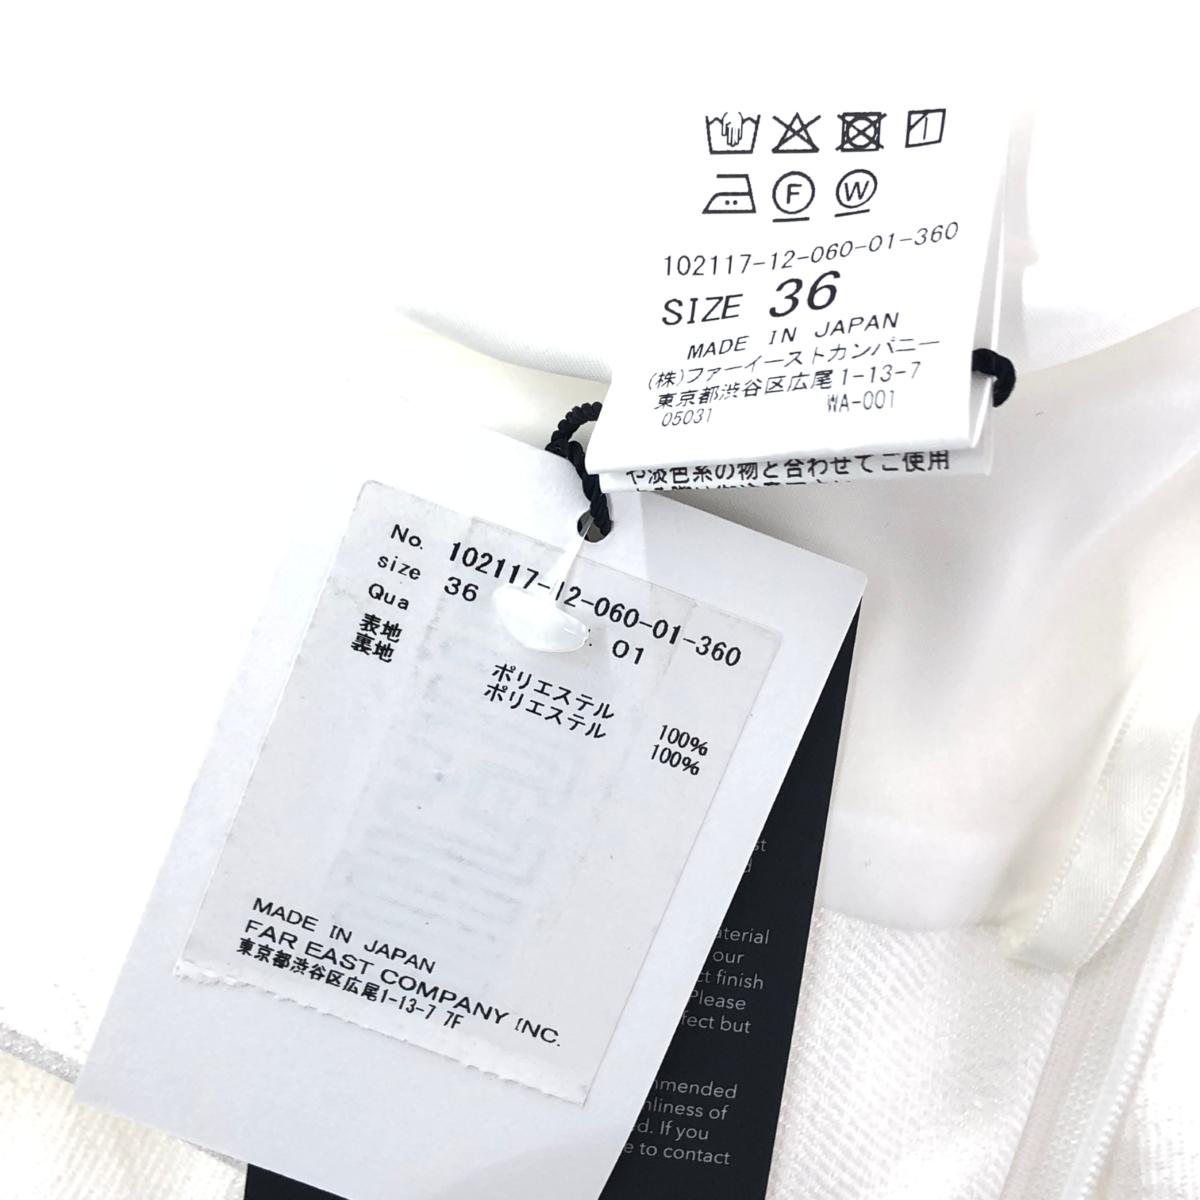 F W
102117-12-060-01-360
SIZE 36
MADE IN JAPAN
(株)ファーイーストカンパニー
東京都渋谷区広尾1-13-7
05031 WA-001
や淡色系の物と合わせてご使用
No. 102117-12-060-01-360
size 36 01
Qua
表地 ポリエステル 100%
裏地 ポリエステル 100%
MADE IN JAPAN
FAR EAST COMPANY INC.
東京都渋谷区広尾1-13-7 7F
our
finish
Please
but
of
If you
to contact